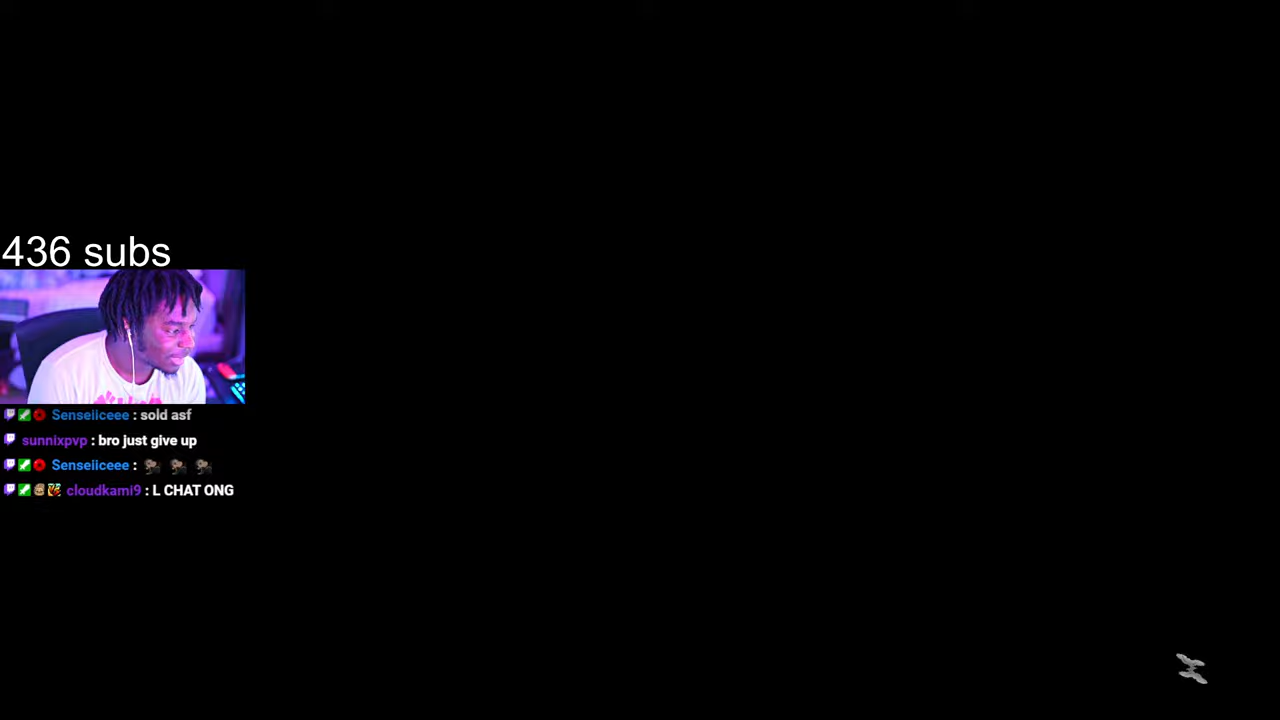 436 subs
Senseiiceee : sold asf
sunnixpvp : bro just give up
Senseiiceee :
cloudkami9 : L CHAT ONG